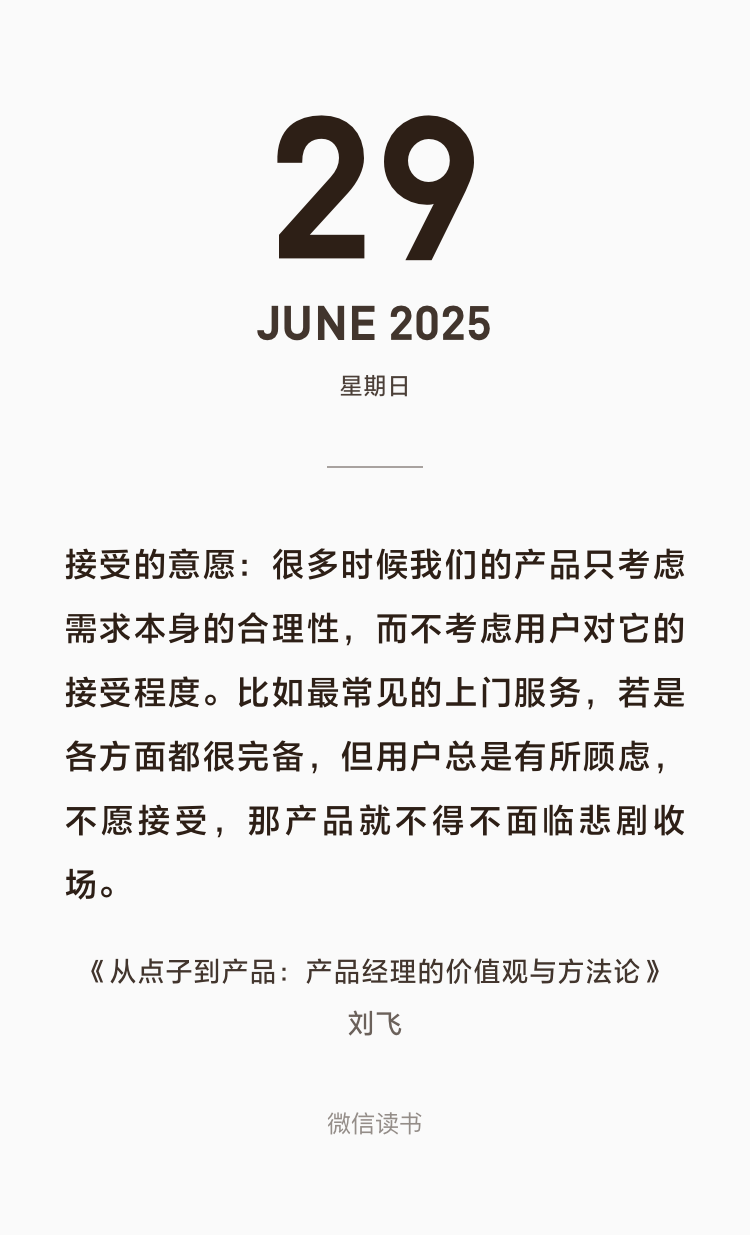 29
JUNE 2025
星期日
接受的意愿：很多时候我们的产品只考虑
需求本身的合理性，而不考虑用户对它的
接受程度。比如最常见的上门服务，若是
各方面都很完备，但用户总是有所顾虑，
不愿接受，那产品就不得不面临悲剧收
场。
《从点子到产品：产品经理的价值观与方法论》
刘飞
微信读书